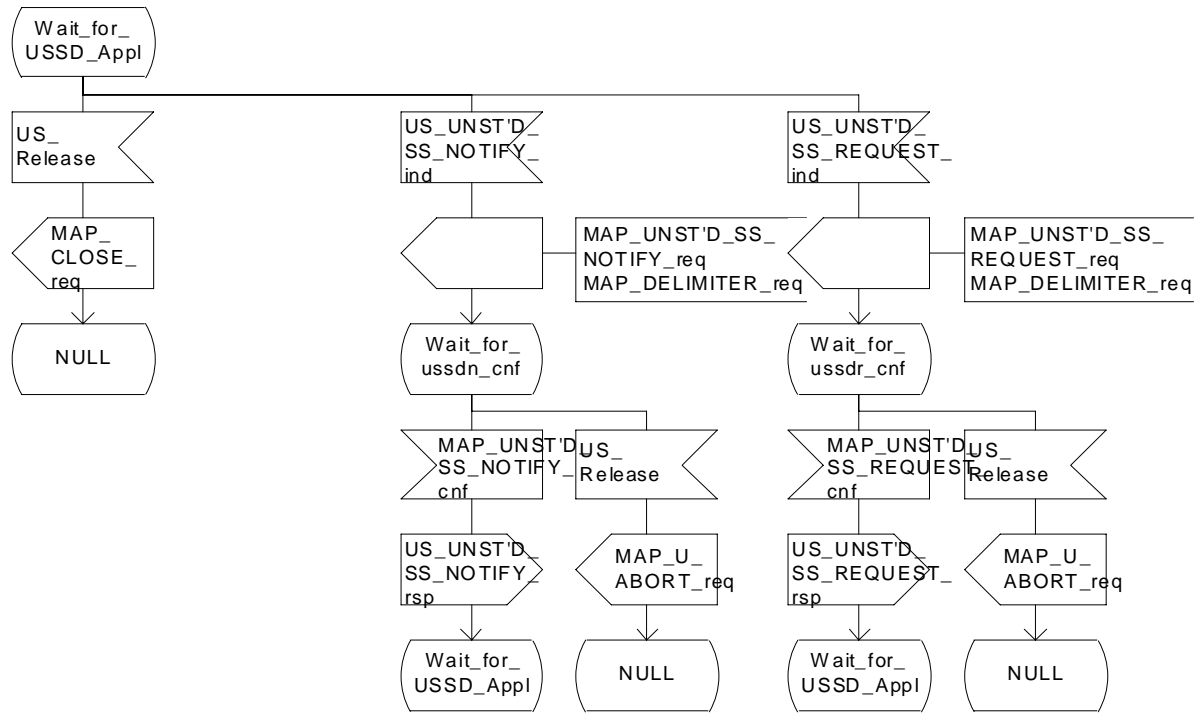 Wait_for_
USSD_Appl
US_
Release
US_UNST'D_
SS_NOTIFY_
ind
US_UNST'D_
SS_REQUEST_
ind
MAP_
CLOSE_
req
MAP_UNST'D_SS_
NOTIFY_req
MAP_DELIMITER_req
MAP_UNST'D_SS_
REQUEST_req
MAP_DELIMITER_req
NULL
Wait_for_
ussdn_cnf
Wait_for_
ussdr_cnf
MAP_UNST'D_
SS_NOTIFY_
cnf
US_
Release
MAP_UNST'D_
SS_REQUEST_
cnf
US_
Release
US_UNST'D_
SS_NOTIFY_
rsp
MAP_U_
ABORT_req
US_UNST'D_
SS_REQUEST_
rsp
MAP_U_
ABORT_req
Wait_for_
USSD_Appl
NULL
Wait_for_
USSD_Appl
NULL